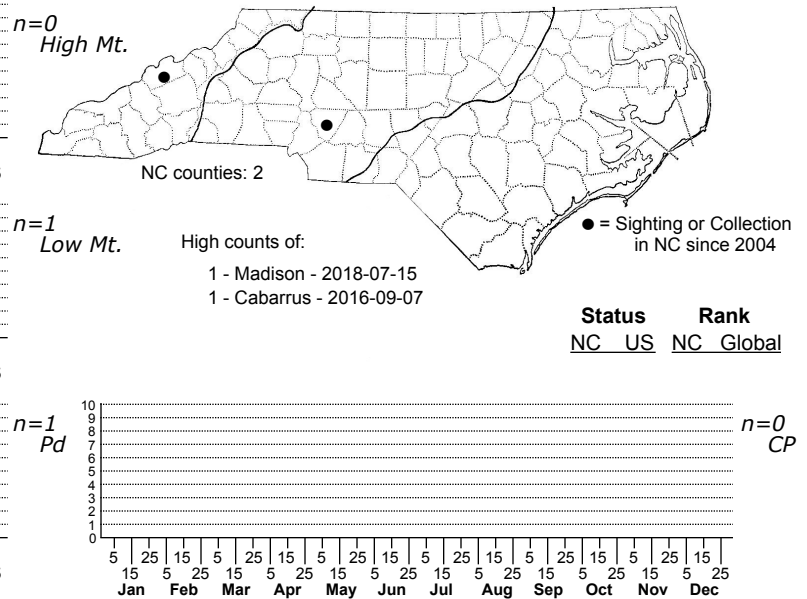 n=0
High Mt.
NC counties: 2
n=1
Low Mt.
High counts of:
1 - Madison - 2018-07-15
1 - Cabarrus - 2016-09-07
● = Sighting or Collection
in NC since 2004
Status Rank
NC US NC Global
n=1
Pd
n=0
CP
10
9
8
7
6
5
4
3
2
1
0
5 25 15 5 25 15 5 25 15 5 25 15 5 25 15 5 25 15
15 5 25 15 5 25 15 5 25 15 5 25 15 5 25 15 5 25
Jan Feb Mar Apr May Jun Jul Aug Sep Oct Nov Dec